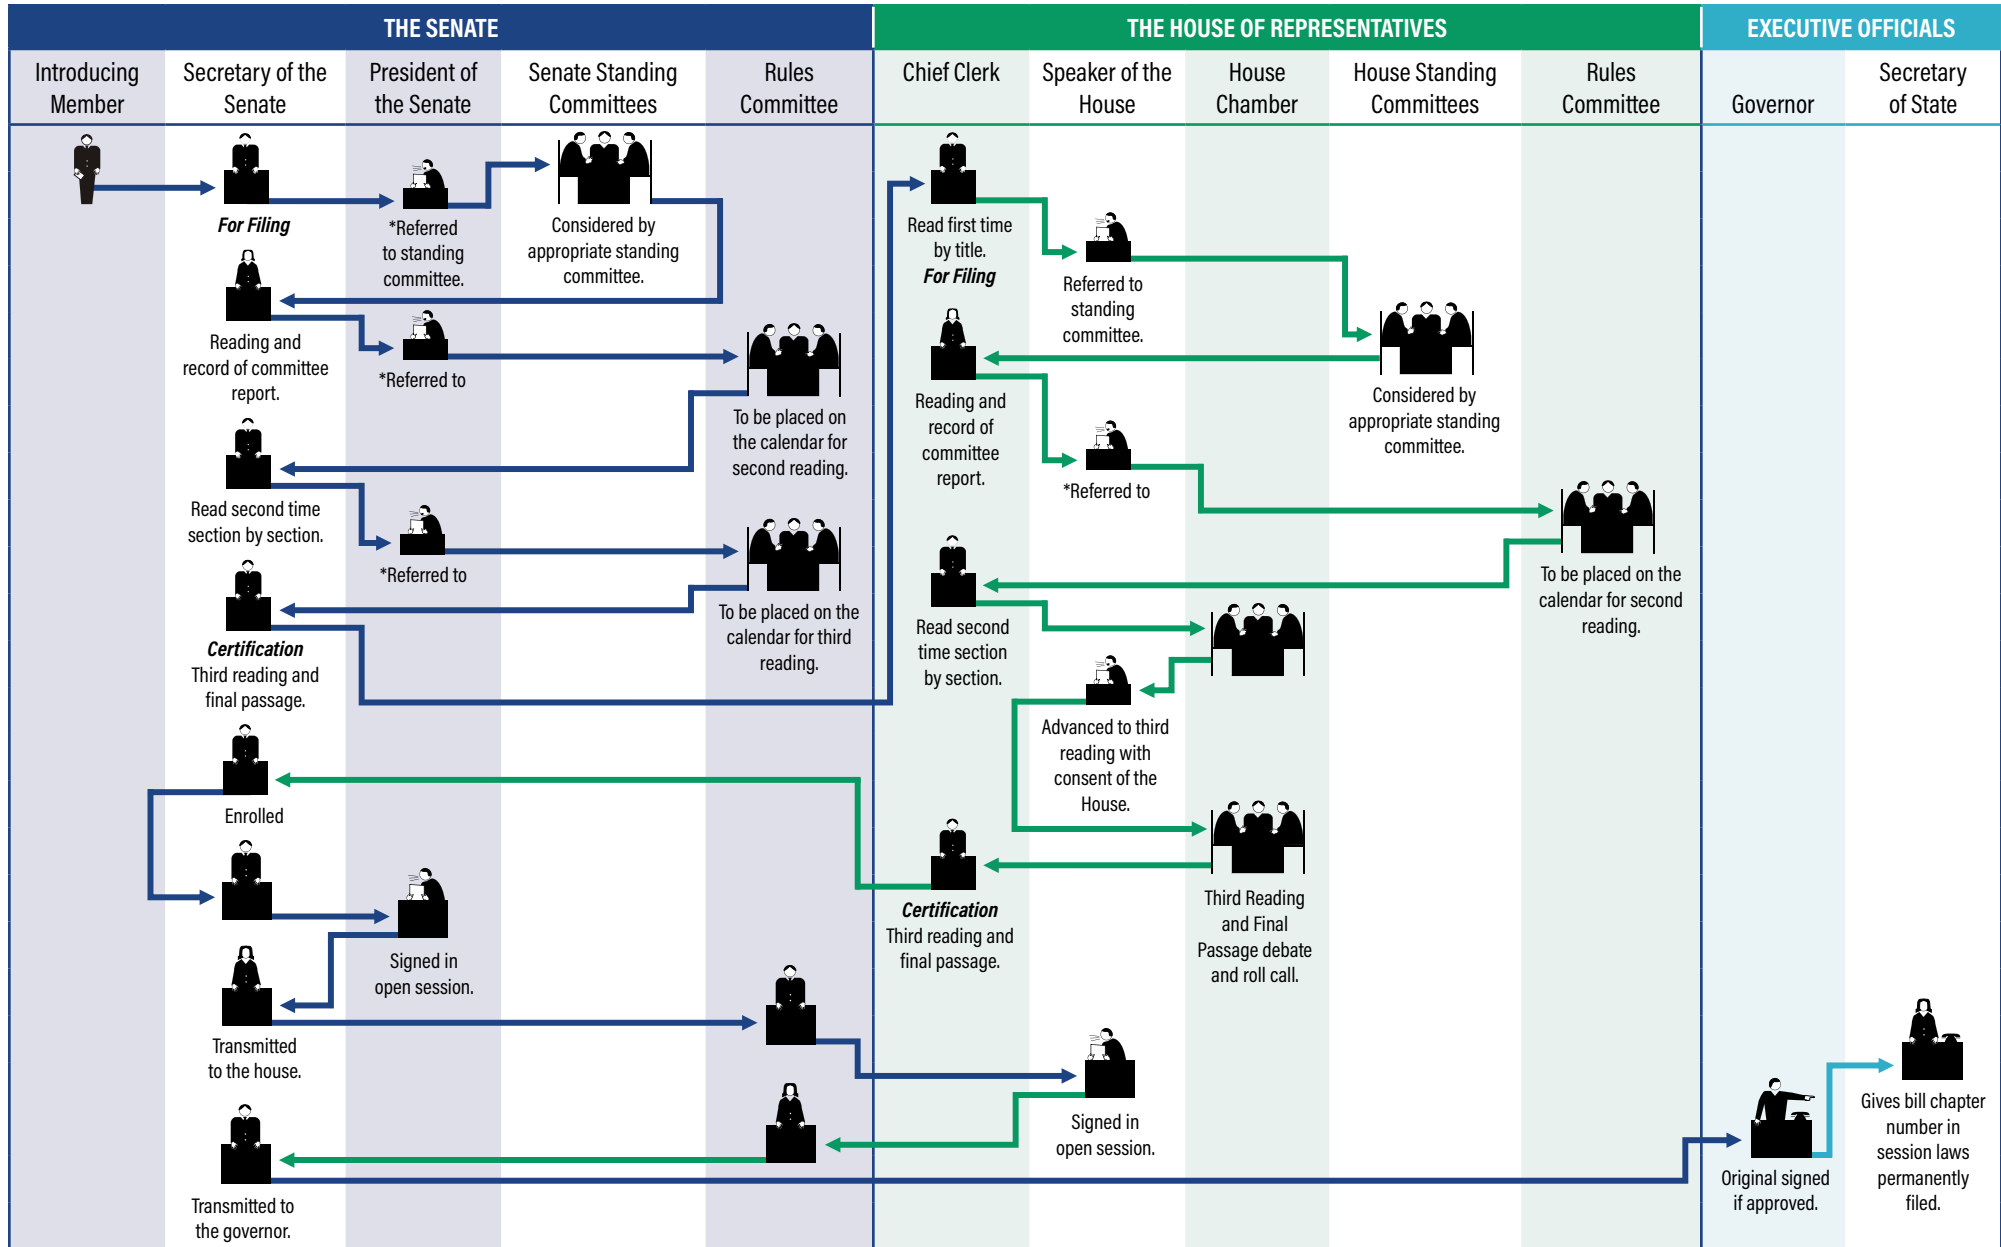 THE SENATE
THE HOUSE OF REPRESENTATIVES
EXECUTIVE OFFICIALS
Introducing
Member
Secretary of the
Senate
President of
the Senate
Senate Standing
Committees
Rules
Committee
Chief Clerk
Speaker of the
House
House
Chamber
House Standing
Committees
Rules
Committee
Governor
Secretary
of State
For Filing
*Referred
to standing
committee.
Considered by
appropriate standing
committee.
Reading and
record of committee
report.
*Referred to
To be placed on
the calendar for
second reading.
Read second time
section by section.
*Referred to
To be placed on the
calendar for third
reading.
Certification
Third reading and
final passage.
Read first time
by title.
For Filing
Referred to
standing
committee.
Considered by
appropriate standing
committee.
Reading and
record of
committee
report.
*Referred to
To be placed on the
calendar for second
reading.
Read second
time section
by section.
Advanced to third
reading with
consent of the
House.
Third Reading
and Final
Passage debate
and roll call.
Certification
Third reading and
final passage.
Enrolled
Signed in
open session.
Transmitted
to the house.
Signed in
open session.
Transmitted to
the governor.
Original signed
if approved.
Gives bill chapter
number in
session laws
permanently
filed.